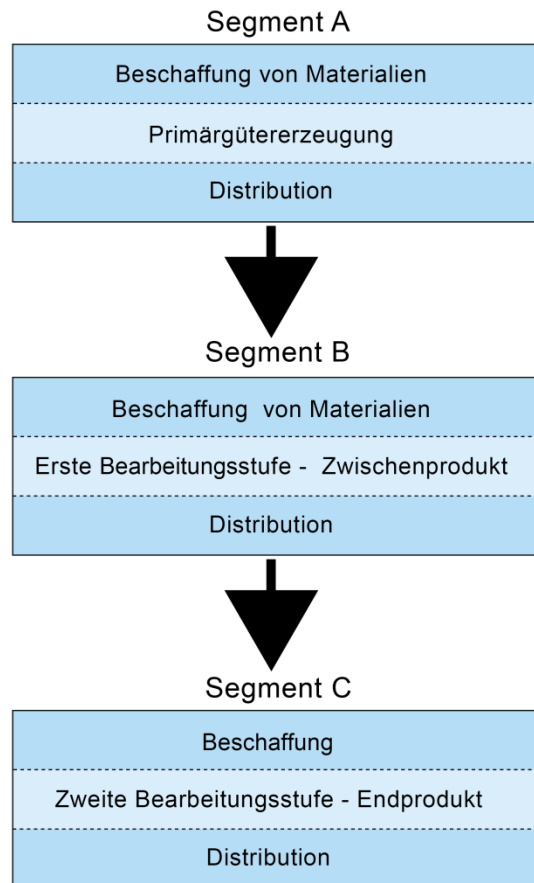 Segment A
Beschaffung von Materialien
Primärgütererzeugung
Distribution
Segment B
Beschaffung von Materialien
Erste Bearbeitungsstufe - Zwischenprodukt
Distribution
Segment C
Beschaffung
Zweite Bearbeitungsstufe - Endprodukt
Distribution